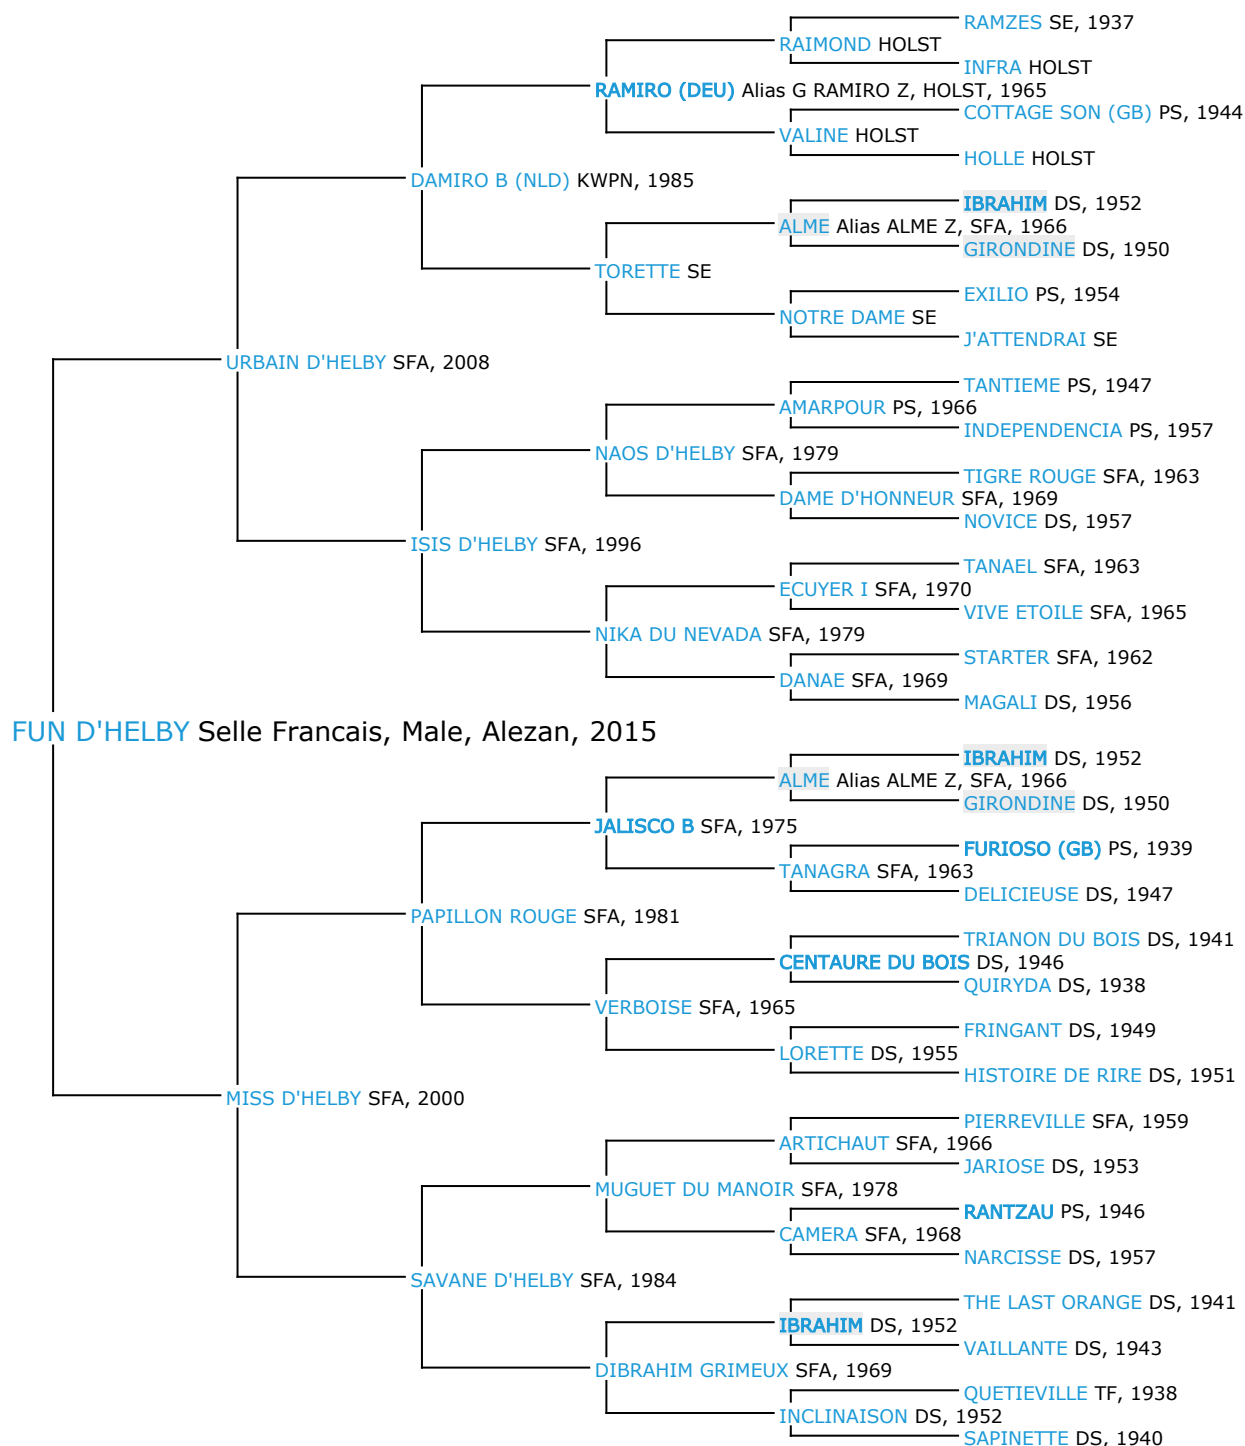 RAMZES SE, 1937
RAIMOND HOLST
INFRA HOLST
RAMIRO (DEU) Alias G RAMIRO Z, HOLST, 1965
COTTAGE SON (GB) PS, 1944
VALINE HOLST
HOLLE HOLST
DAMIRO B (NLD) KWPN, 1985
IBRAHIM DS, 1952
ALME Alias ALME Z, SFA, 1966
GIRONDINE DS, 1950
TORETTE SE
EXILIO PS, 1954
NOTRE DAME SE
J'ATTENDRAI SE
URBAIN D'HELBY SFA, 2008
TANTIEME PS, 1947
AMARPOUR PS, 1966
INDEPENDENCIA PS, 1957
NAOS D'HELBY SFA, 1979
TIGRE ROUGE SFA, 1963
DAME D'HONNEUR SFA, 1969
NOVICE DS, 1957
ISIS D'HELBY SFA, 1996
TANAEL SFA, 1963
ECUYER I SFA, 1970
VIVE ETOILE SFA, 1965
NIKA DU NEVADA SFA, 1979
STARTER SFA, 1962
DANAE SFA, 1969
MAGALI DS, 1956
FUN D'HELBY Selle Francais, Male, Alezan, 2015
IBRAHIM DS, 1952
ALME Alias ALME Z, SFA, 1966
GIRONDINE DS, 1950
JALISCO B SFA, 1975
FURIOSO (GB) PS, 1939
TANAGRA SFA, 1963
DELICIEUSE DS, 1947
PAPILLON ROUGE SFA, 1981
TRIANON DU BOIS DS, 1941
CENTAURE DU BOIS DS, 1946
QUIRYDA DS, 1938
VERBOISE SFA, 1965
FRINGANT DS, 1949
LORETTE DS, 1955
HISTOIRE DE RIRE DS, 1951
MISS D'HELBY SFA, 2000
PIERREVILLE SFA, 1959
ARTICHAUT SFA, 1966
JARIOSE DS, 1953
MUGUET DU MANOIR SFA, 1978
RANTZAU PS, 1946
CAMERA SFA, 1968
NARCISSE DS, 1957
SAVANE D'HELBY SFA, 1984
THE LAST ORANGE DS, 1941
IBRAHIM DS, 1952
VAILLANTE DS, 1943
DIBRAHIM GRIMEUX SFA, 1969
QUETIEVILLE TF, 1938
INCLINAISON DS, 1952
SAPINETTE DS, 1940